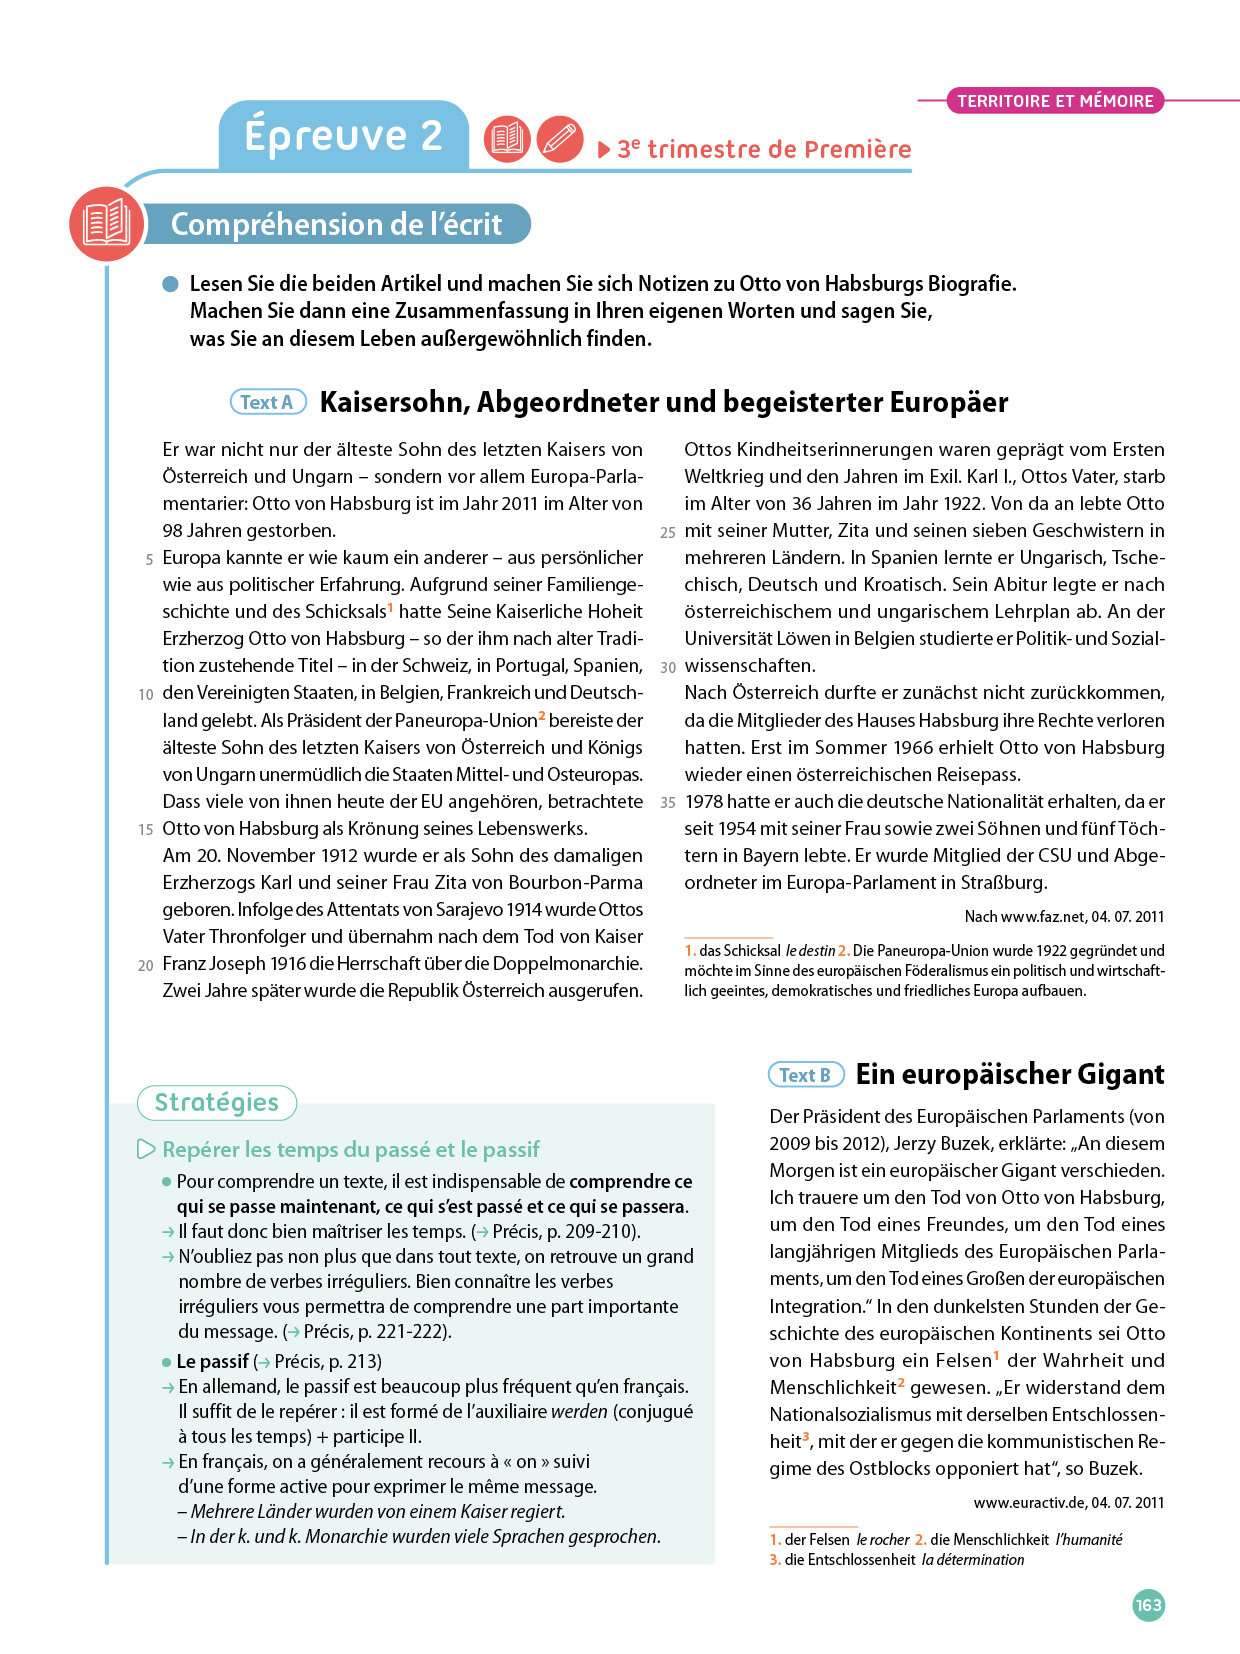 TERRITOIRE ET MÉMOIRE
Épreuve 2
3e trimestre de Première
Compréhension de l'écrit
Lesen Sie die beiden Artikel und machen Sie sich Notizen zu Otto von Habsburgs Biografie.
Machen Sie dann eine Zusammenfassung in Ihren eigenen Worten und sagen Sie,
was Sie an diesem Leben außergewöhnlich finden.
Text A Kaisersohn, Abgeordneter und begeisterter Europäer
Er war nicht nur der älteste Sohn des letzten Kaisers von
Österreich und Ungarn – sondern vor allem Europa-Parla-
mentarier: Otto von Habsburg ist im Jahr 2011 im Alter von
98 Jahren gestorben.
5 Europa kannte er wie kaum ein anderer – aus persönlicher
wie aus politischer Erfahrung. Aufgrund seiner Familienge-
schichte und des Schicksals1 hatte Seine Kaiserliche Hoheit
Erzherzog Otto von Habsburg – so der ihm nach alter Tradi-
tion zustehende Titel – in der Schweiz, in Portugal, Spanien,
10 den Vereinigten Staaten, in Belgien, Frankreich und Deutsch-
land gelebt. Als Präsident der Paneuropa-Union2 bereiste der
älteste Sohn des letzten Kaisers von Österreich und Königs
von Ungarn unermüdlich die Staaten Mittel- und Osteuropas.
Dass viele von ihnen heute der EU angehören, betrachtete
15 Otto von Habsburg als Krönung seines Lebenswerks.
Am 20. November 1912 wurde er als Sohn des damaligen
Erzherzogs Karl und seiner Frau Zita von Bourbon-Parma
geboren. Infolge des Attentats von Sarajevo 1914 wurde Ottos
Vater Thronfolger und übernahm nach dem Tod von Kaiser
20 Franz Joseph 1916 die Herrschaft über die Doppelmonarchie.
Zwei Jahre später wurde die Republik Österreich ausgerufen.
Ottos Kindheitserinnerungen waren geprägt vom Ersten
Weltkrieg und den Jahren im Exil. Karl I., Ottos Vater, starb
im Alter von 36 Jahren im Jahr 1922. Von da an lebte Otto
25 mit seiner Mutter, Zita und seinen sieben Geschwistern in
mehreren Ländern. In Spanien lernte er Ungarisch, Tsche-
chisch, Deutsch und Kroatisch. Sein Abitur legte er nach
österreichischem und ungarischem Lehrplan ab. An der
Universität Löwen in Belgien studierte er Politik- und Sozial-
30 wissenschaften.
Nach Österreich durfte er zunächst nicht zurückkommen,
da die Mitglieder des Hauses Habsburg ihre Rechte verloren
hatten. Erst im Sommer 1966 erhielt Otto von Habsburg
wieder einen österreichischen Reisepass.
35 1978 hatte er auch die deutsche Nationalität erhalten, da er
seit 1954 mit seiner Frau sowie zwei Söhnen und fünf Töch-
tern in Bayern lebte. Er wurde Mitglied der CSU und Abge-
ordneter im Europa-Parlament in Straßburg.
Nach www.faz.net, 04. 07. 2011
1. das Schicksal le destin 2. Die Paneuropa-Union wurde 1922 gegründet und
möchte im Sinne des europäischen Föderalismus ein politisch und wirtschaft-
lich geeintes, demokratisches und friedliches Europa aufbauen.
Stratégies
Repérer les temps du passé et le passif
● Pour comprendre un texte, il est indispensable de comprendre ce
qui se passe maintenant, ce qui s'est passé et ce qui se passera.
→ Il faut donc bien maîtriser les temps. (→ Précis, p. 209-210).
→ N'oubliez pas non plus que dans tout texte, on retrouve un grand
nombre de verbes irréguliers. Bien connaître les verbes
irréguliers vous permettra de comprendre une part importante
du message. (→ Précis, p. 221-222).
● Le passif (→ Précis, p. 213)
→ En allemand, le passif est beaucoup plus fréquent qu'en français.
Il suffit de le repérer : il est formé de l'auxiliaire werden (conjugué
à tous les temps) + participe II.
→ En français, on a généralement recours à « on » suivi
d'une forme active pour exprimer le même message.
– Mehrere Länder wurden von einem Kaiser regiert.
– In der k. und k. Monarchie wurden viele Sprachen gesprochen.
Text B Ein europäischer Gigant
Der Präsident des Europäischen Parlaments (von
2009 bis 2012), Jerzy Buzek, erklärte: „An diesem
Morgen ist ein europäischer Gigant verschieden.
Ich trauere um den Tod von Otto von Habsburg,
um den Tod eines Freundes, um den Tod eines
langjährigen Mitglieds des Europäischen Parla-
ments, um den Tod eines Großen der europäischen
Integration.“ In den dunkelsten Stunden der Ge-
schichte des europäischen Kontinents sei Otto
von Habsburg ein Felsen1 der Wahrheit und
Menschlichkeit2 gewesen. „Er widerstand dem
Nationalsozialismus mit derselben Entschlossen-
heit3, mit der er gegen die kommunistischen Re-
gime des Ostblocks opponiert hat“, so Buzek.
www.euractiv.de, 04. 07. 2011
1. der Felsen le rocher 2. die Menschlichkeit l'humanité
3. die Entschlossenheit la détermination
163